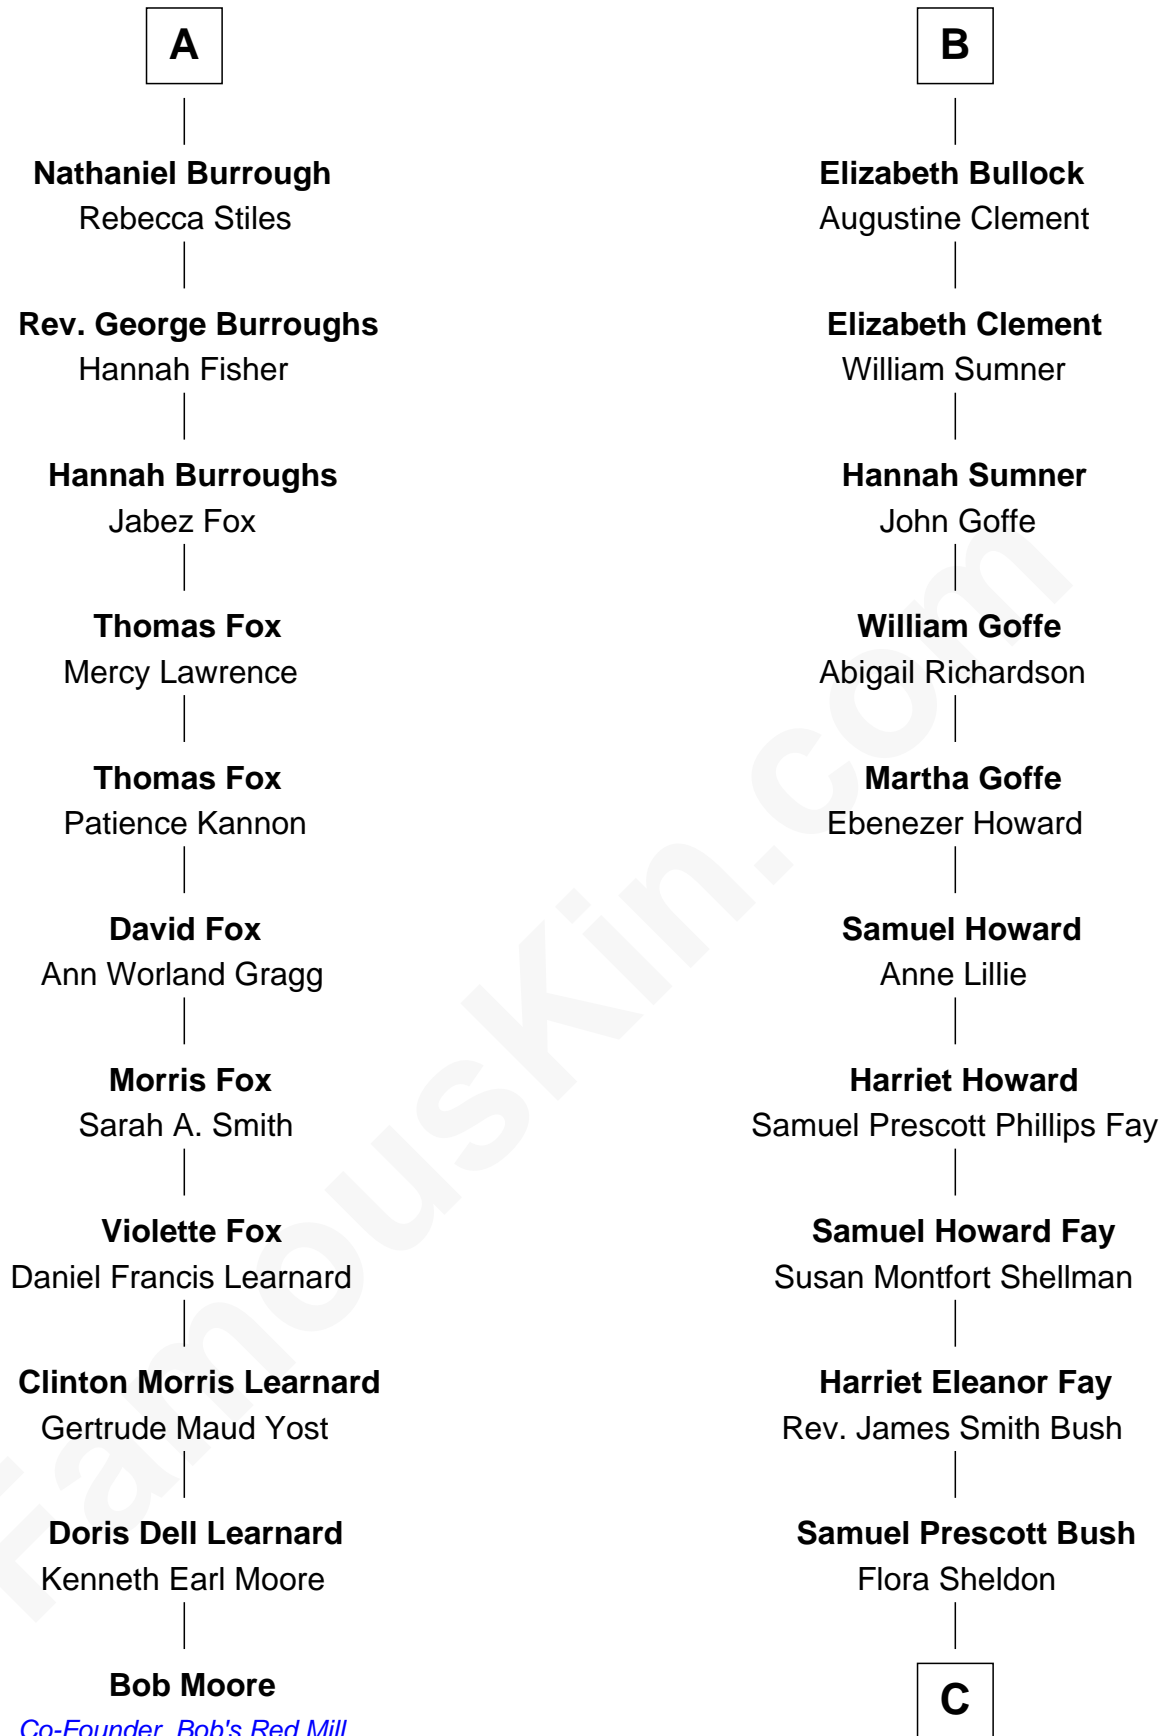 A
Nathaniel Burrough
Rebecca Stiles
Rev. George Burroughs
Hannah Fisher
Hannah Burroughs
Jabez Fox
Thomas Fox
Mercy Lawrence
Thomas Fox
Patience Kannon
David Fox
Ann Worland Gragg
Morris Fox
Sarah A. Smith
Violette Fox
Daniel Francis Learnard
Clinton Morris Learnard
Gertrude Maud Yost
Doris Dell Learnard
Kenneth Earl Moore
Bob Moore
Co-Founder, Bob's Red Mill
B
Elizabeth Bullock
Augustine Clement
Elizabeth Clement
William Sumner
Hannah Sumner
John Goffe
William Goffe
Abigail Richardson
Martha Goffe
Ebenezer Howard
Samuel Howard
Anne Lillie
Harriet Howard
Samuel Prescott Phillips Fay
Samuel Howard Fay
Susan Montfort Shellman
Harriet Eleanor Fay
Rev. James Smith Bush
Samuel Prescott Bush
Flora Sheldon
C
FamousKin.com